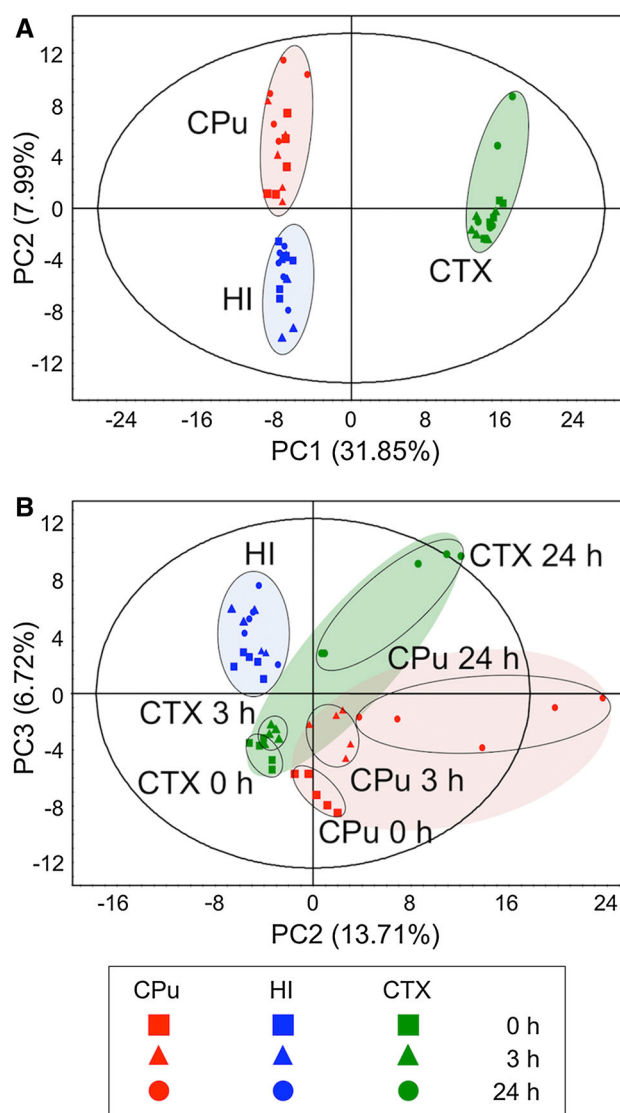 A
12
8
4
0
-4
-8
-12
PC2 (7.99%)
CPu
HI
CTX
-24 -16 -8 0 8 16 24
PC1 (31.85%)
B
12
8
4
0
-4
-8
-12
PC3 (6.72%)
HI
CTX 24 h
CPu 24 h
CTX 3 h
CTX 0 h
CPu 3 h
CPu 0 h
-16 -8 0 8 16 24
PC2 (13.71%)
CPu HI CTX
0 h
3 h
24 h